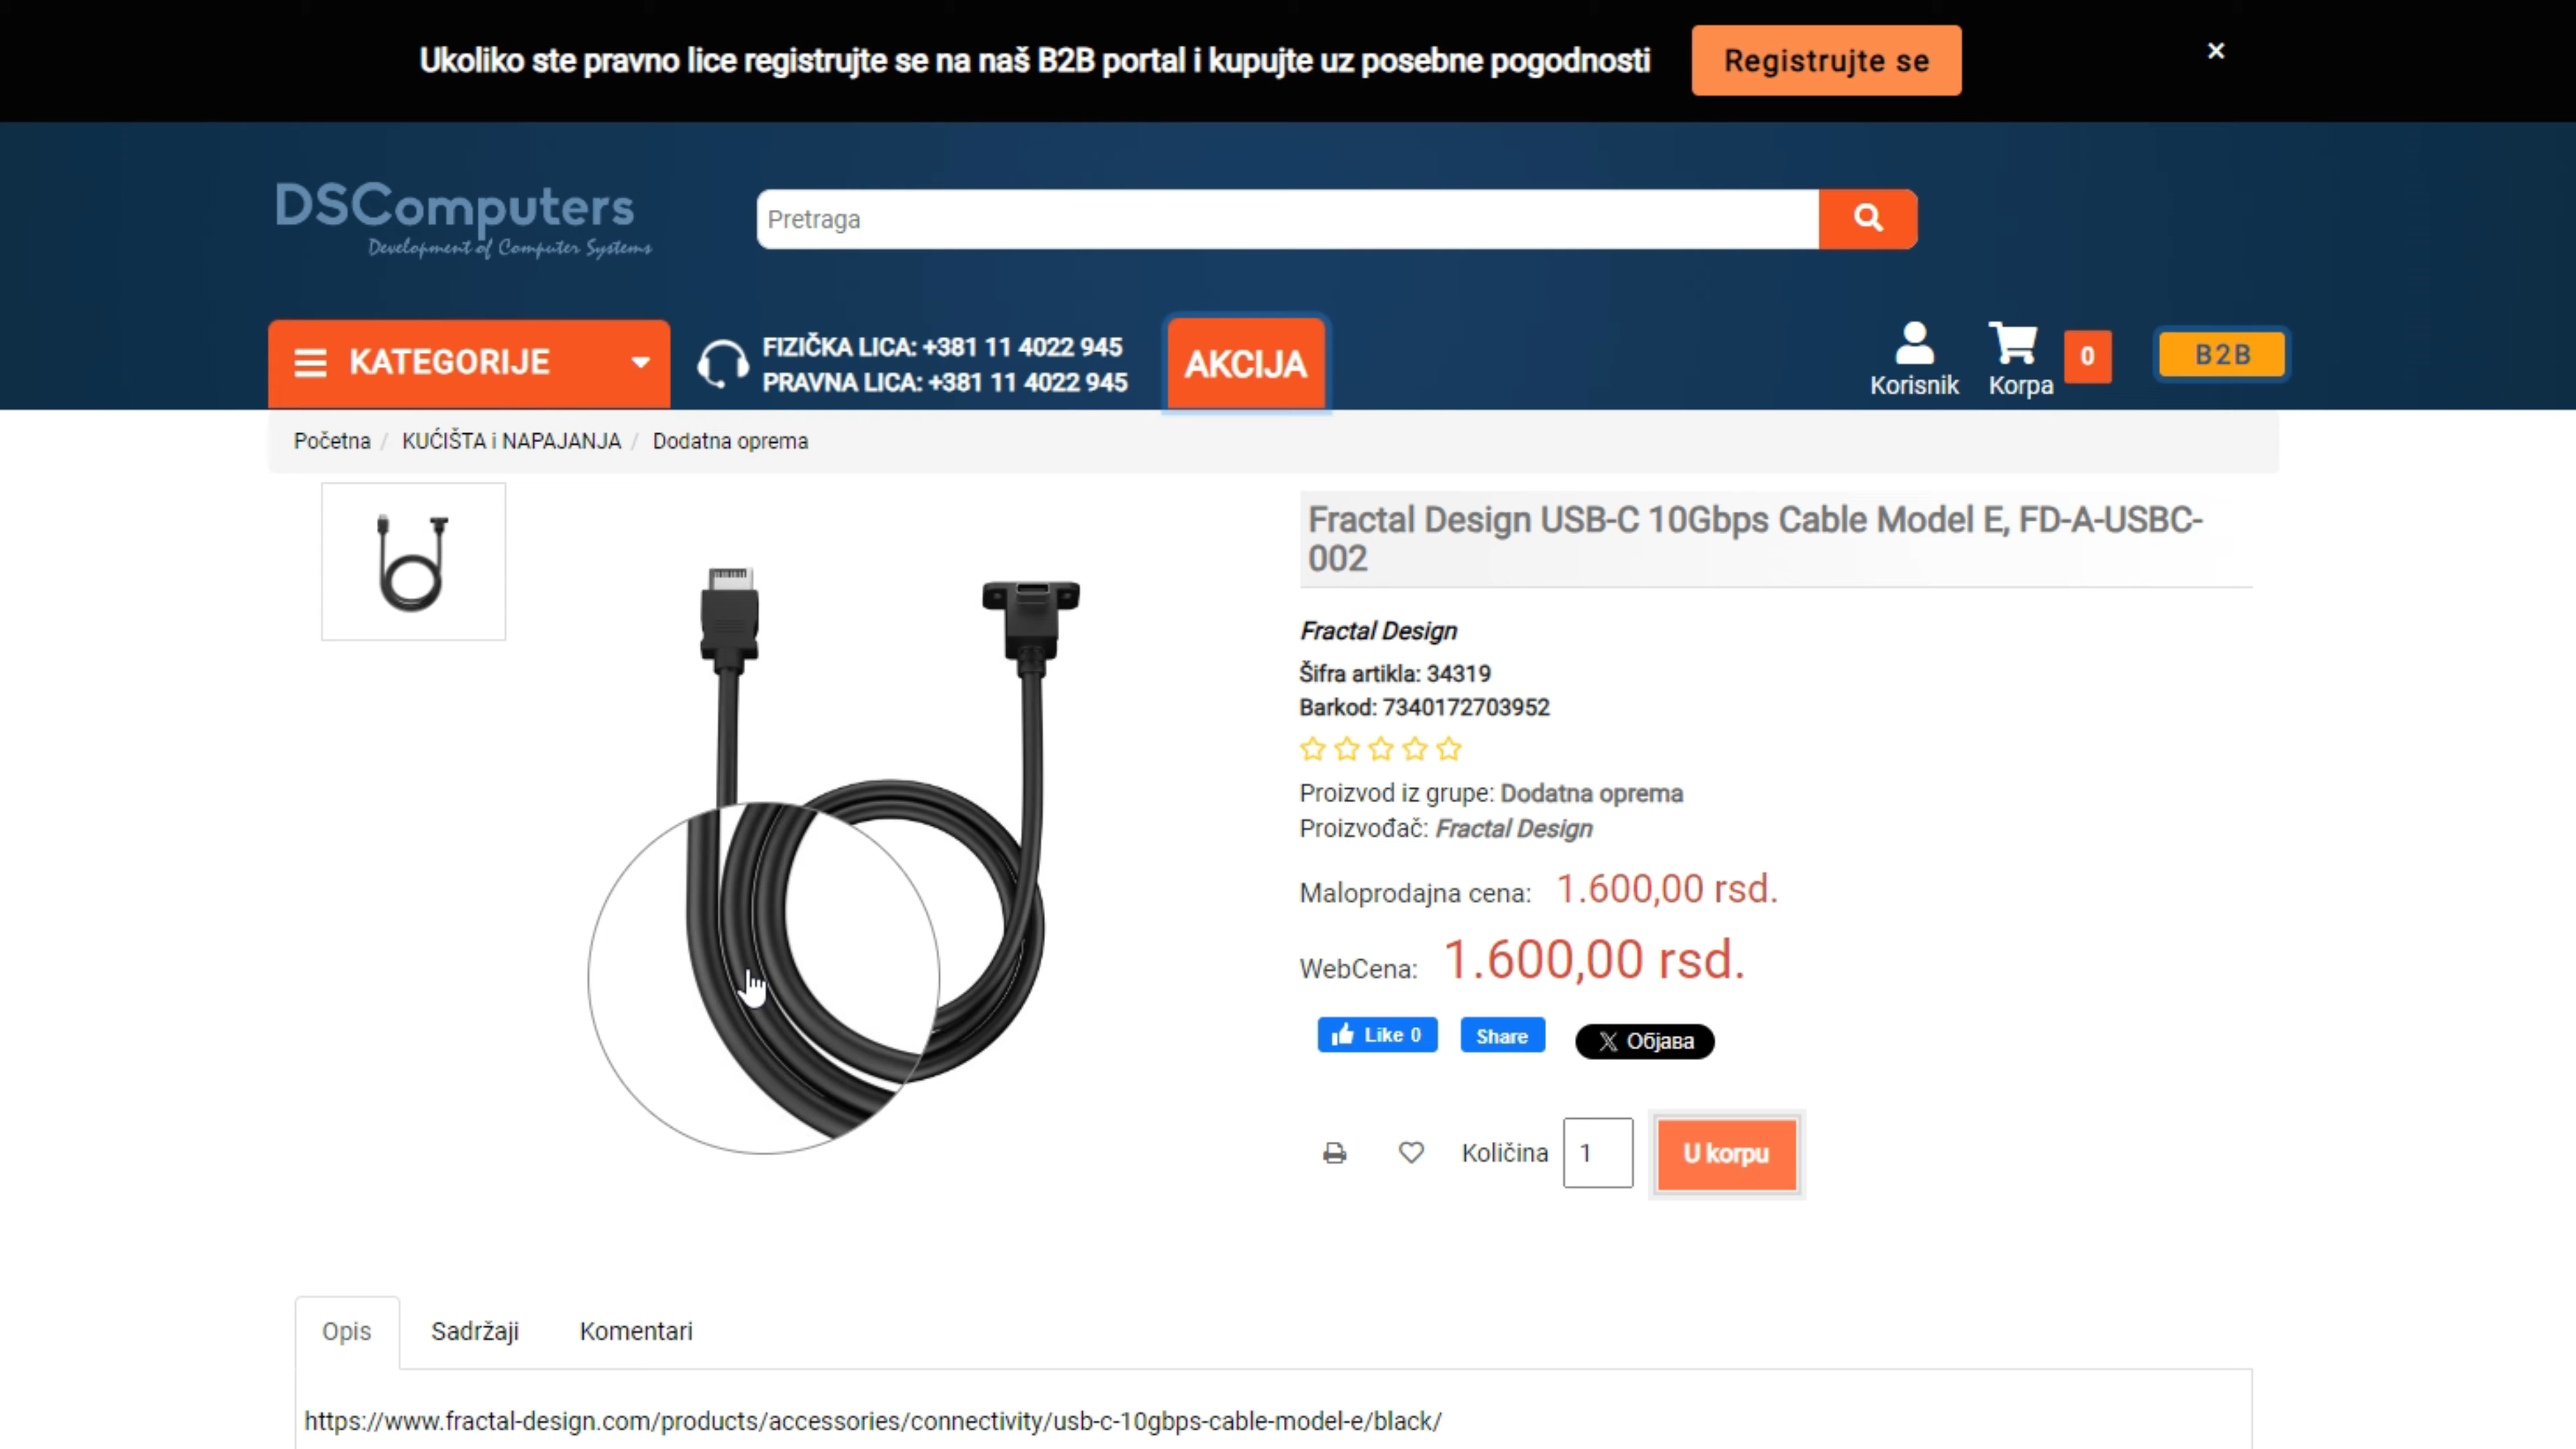 Ukoliko ste pravno lice registrujte se na naš B2B portal i kupujte uz posebne pogodnosti
Registrujte se
×
DSComputers
Development of Computer Systems
Pretraga
KATEGORIJE
FIZIČKA LICA: +381 11 4022 945
PRAVNA LICA: +381 11 4022 945
AKCIJA
Korisnik
Korpa
0
B2B
Početna / KUĆIŠTA i NAPAJANJA / Dodatna oprema
Fractal Design USB-C 10Gbps Cable Model E, FD-A-USBC-
002
Fractal Design
Šifra artikla: 34319
Barkod: 7340172703952
Proizvod iz grupe: Dodatna oprema
Proizvođač: Fractal Design
Maloprodajna cena: 1.600,00 rsd.
WebCena: 1.600,00 rsd.
Like 0
Share
X Објава
Količina
1
U korpu
Opis
Sadržaji
Komentari
https://www.fractal-design.com/products/accessories/connectivity/usb-c-10gbps-cable-model-e/black/